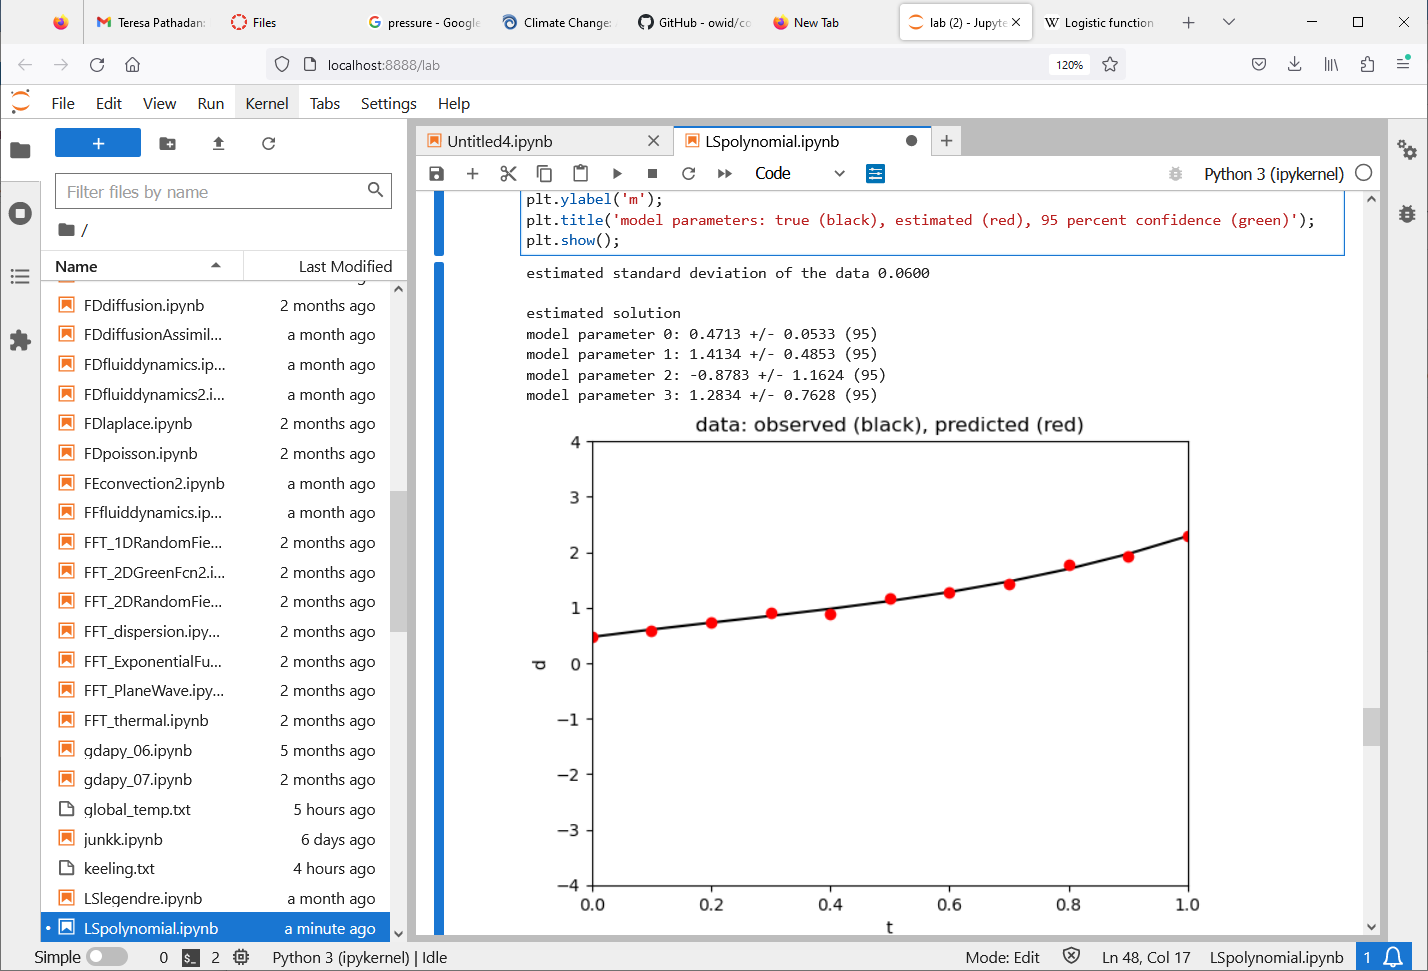 Teresa Pathadan:
Files
pressure - Google
Climate Change:
GitHub - owid/co
New Tab
lab (2) - Jupyte
Logistic function
localhost:8888/lab
120%
File Edit View Run Kernel Tabs Settings Help
Filter files by name
/
Name Last Modified
FDdiffusion.ipynb 2 months ago
FDdiffusionAssimil... a month ago
FDfluiddynamics.ip... a month ago
FDfluiddynamics2.i... a month ago
FDlaplace.ipynb 2 months ago
FDpoisson.ipynb 2 months ago
FEconvection2.ipynb a month ago
FFfluiddynamics.ip... a month ago
FFT_1DRandomFie... 2 months ago
FFT_2DGreenFcn2.i... 2 months ago
FFT_2DRandomFie... 2 months ago
FFT_dispersion.ipy... 2 months ago
FFT_ExponentialFu... 2 months ago
FFT_PlaneWave.ipy... 2 months ago
FFT_thermal.ipynb 2 months ago
gdapy_06.ipynb 5 months ago
gdapy_07.ipynb 2 months ago
global_temp.txt 5 hours ago
junkk.ipynb 6 days ago
keeling.txt 4 hours ago
LSlegendre.ipynb a month ago
LSpolynomial.ipynb a minute ago
Untitled4.ipynb
LSpolynomial.ipynb
Code
Python 3 (ipykernel)
plt.ylabel('m');
plt.title('model parameters: true (black), estimated (red), 95 percent confidence (green)');
plt.show();
estimated standard deviation of the data 0.0600
estimated solution
model parameter 0: 0.4713 +/- 0.0533 (95)
model parameter 1: 1.4134 +/- 0.4853 (95)
model parameter 2: -0.8783 +/- 1.1624 (95)
model parameter 3: 1.2834 +/- 0.7628 (95)
data: observed (black), predicted (red)
4
3
2
1
0
−1
−2
−3
−4
d
0.0 0.2 0.4 0.6 0.8 1.0
t
Simple 0 $_ 2 Python 3 (ipykernel) | Idle Mode: Edit Ln 48, Col 17 LSpolynomial.ipynb 1